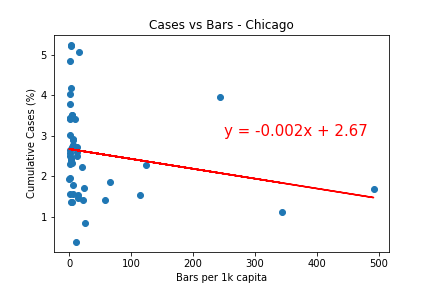 Cases vs Bars - Chicago
Cumulative Cases (%)
5
4
3
2
1
y = -0.002x + 2.67
0
100
200
300
400
500
Bars per 1k capita